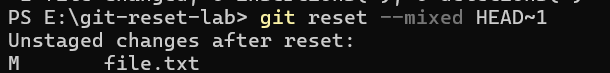 PS E:\git-reset-lab> git reset --mixed HEAD~1
Unstaged changes after reset:
M       file.txt